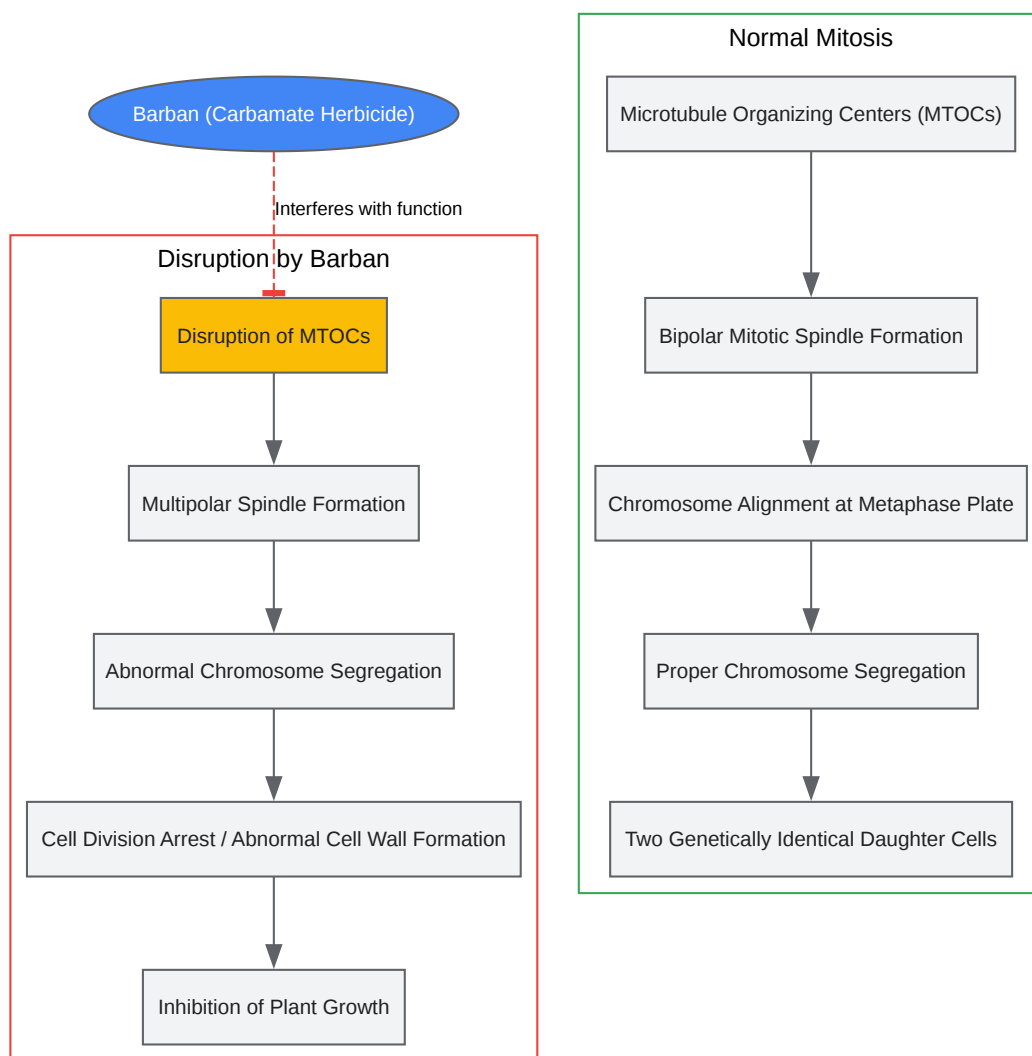 Barban (Carbamate Herbicide)
Interferes with function
Disruption by Barban
Disruption of MTOCs
Multipolar Spindle Formation
Abnormal Chromosome Segregation
Cell Division Arrest / Abnormal Cell Wall Formation
Inhibition of Plant Growth
Normal Mitosis
Microtubule Organizing Centers (MTOCs)
Bipolar Mitotic Spindle Formation
Chromosome Alignment at Metaphase Plate
Proper Chromosome Segregation
Two Genetically Identical Daughter Cells